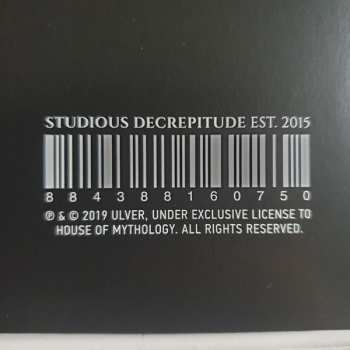 STUDIOUS DECREPITUDE EST. 2015
884388160750
℗ & © 2019 ULVER, UNDER EXCLUSIVE LICENSE TO
HOUSE OF MYTHOLOGY. ALL RIGHTS RESERVED.